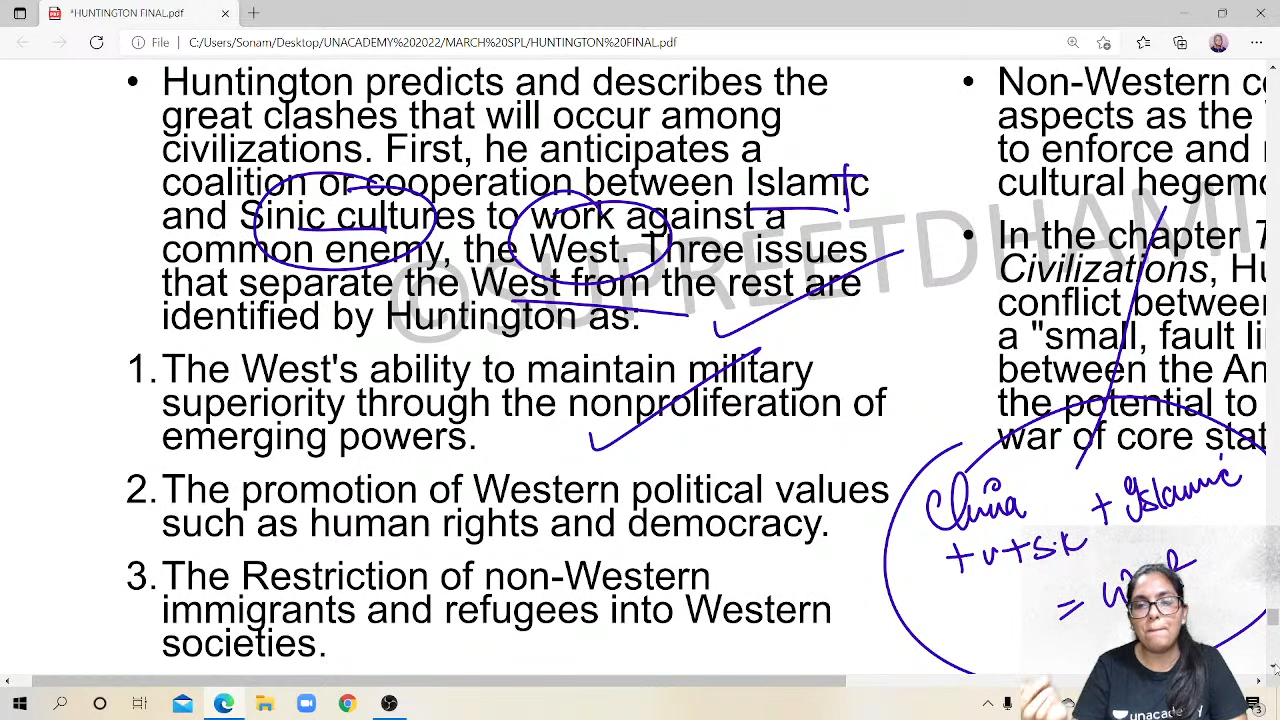 *HUNTINGTON FINAL.pdf
File
C:/Users/Sonam/Desktop/UNACADEMY%202022/MARCH%20SPL/HUNTINGTON%20FINAL.pdf
• Huntington predicts and describes the
great clashes that will occur among
civilizations. First, he anticipates a
coalition or cooperation between Islamic
and Sinic cultures to work against a
common enemy, the West. Three issues
that separate the West from the rest are
identified by Huntington as:
1. The West's ability to maintain military
superiority through the nonproliferation of
emerging powers.
2. The promotion of Western political values
such as human rights and democracy.
3. The Restriction of non-Western
immigrants and refugees into Western
societies.
• Non-Western co
aspects as the
to enforce and
cultural hegemo
• In the chapter 7
Civilizations, Hu
conflict between
a "small, fault li
between the Am
the potential to
war of core stat
China + Islamic
+ V + S.K
=
@SUPREETDHAMI
unacademy